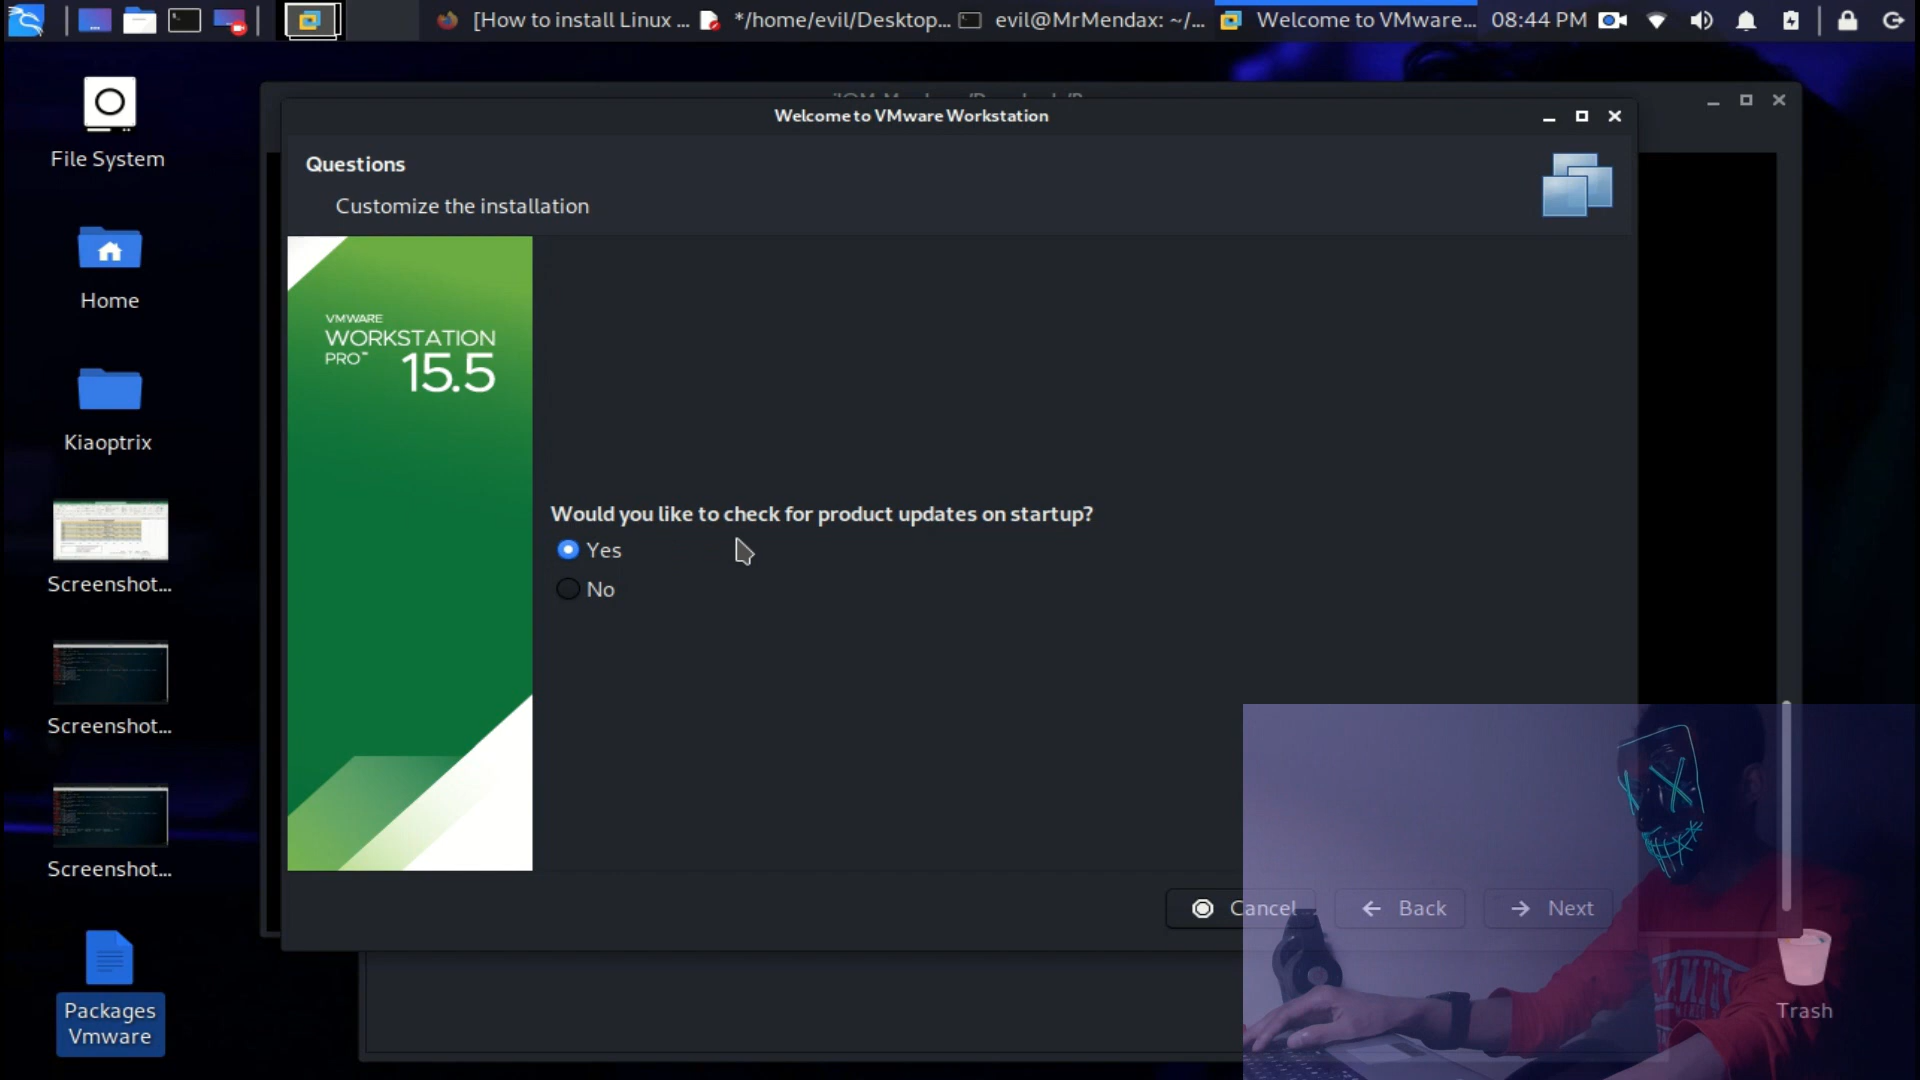 [How to install Linux ...
*/home/evil/Desktop...
evil@MrMendax: ~/...
Welcome to VMware...
08:44 PM
File System
Home
Kiaoptrix
Screenshot...
Screenshot...
Screenshot...
Packages
Vmware
Welcome to VMware Workstation
Questions
Customize the installation
VMWARE
WORKSTATION
PRO™ 15.5
Would you like to check for product updates on startup?
Yes
No
Cancel
Back
Next
Trash